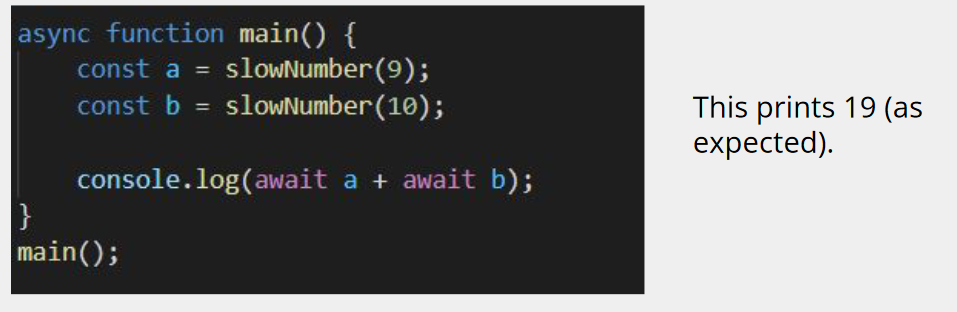 async function main() {
    const a = slowNumber(9);
    const b = slowNumber(10);
    console.log(await a + await b);
}
main();
This prints 19 (as
expected).